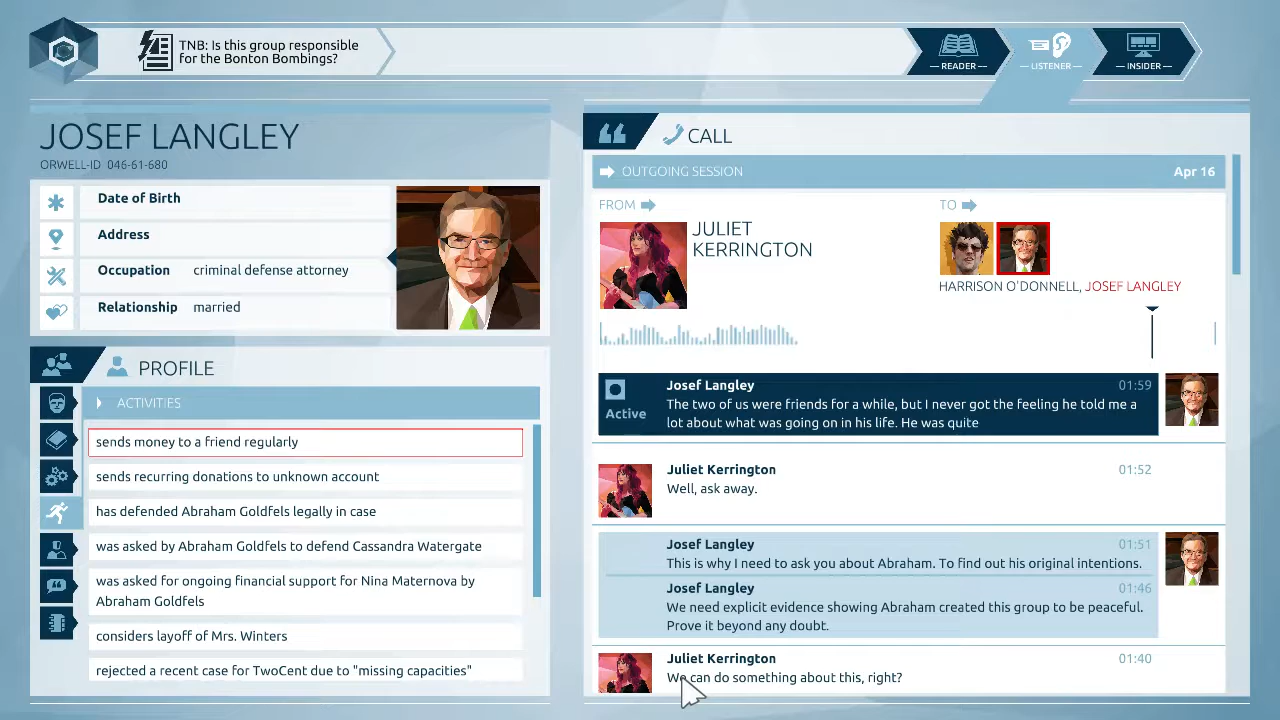 TNB: Is this group responsible
for the Bonton Bombings?
— READER —
— LISTENER —
— INSIDER —
JOSEF LANGLEY
ORWELL-ID 046-61-680
Date of Birth
Address
Occupation criminal defense attorney
Relationship married
PROFILE
ACTIVITIES
sends money to a friend regularly
sends recurring donations to unknown account
has defended Abraham Goldfels legally in case
was asked by Abraham Goldfels to defend Cassandra Watergate
was asked for ongoing financial support for Nina Maternova by
Abraham Goldfels
considers layoff of Mrs. Winters
rejected a recent case for TwoCent due to "missing capacities"
CALL
OUTGOING SESSION Apr 16
FROM
JULIET
KERRINGTON
TO
HARRISON O'DONNELL, JOSEF LANGLEY
Active
Josef Langley 01:59
The two of us were friends for a while, but I never got the feeling he told me a
lot about what was going on in his life. He was quite
Juliet Kerrington 01:52
Well, ask away.
Josef Langley 01:51
This is why I need to ask you about Abraham. To find out his original intentions.
Josef Langley 01:46
We need explicit evidence showing Abraham created this group to be peaceful.
Prove it beyond any doubt.
Juliet Kerrington 01:40
We can do something about this, right?